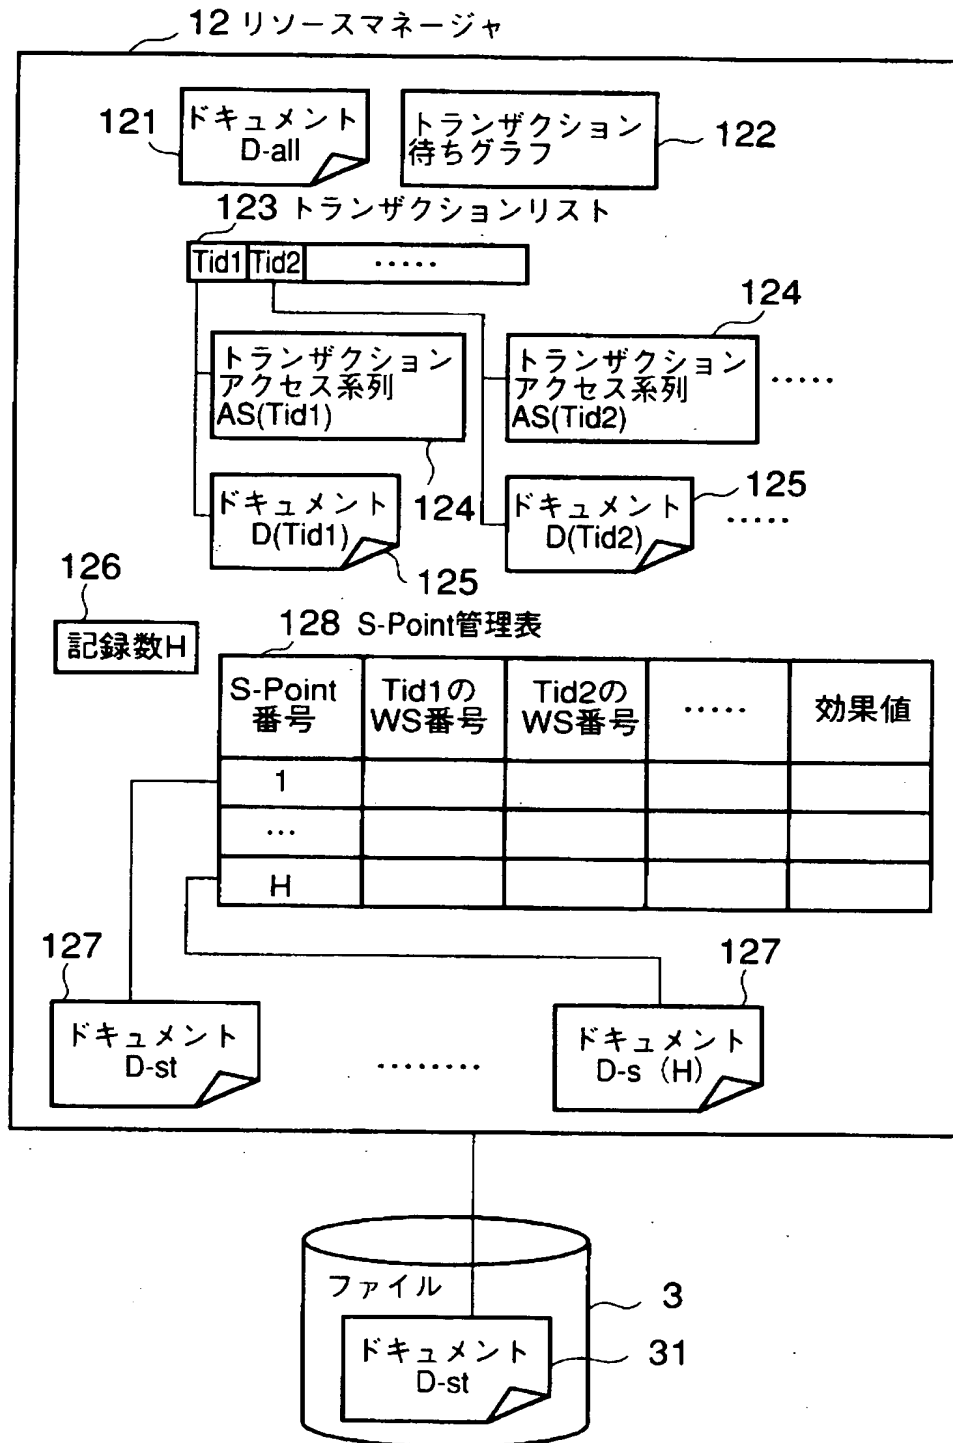 12 リソースマネージャ
121
ドキュメント
D-all
トランザクション
待ちグラフ
122
123 トランザクションリスト
Tid1 Tid2 ・・・・・
124
トランザクション
アクセス系列
AS(Tid1)
トランザクション
アクセス系列
AS(Tid2)
・・・・・
124
ドキュメント
D(Tid1)
125
ドキュメント
D(Tid2)
125
・・・・・
126
記録数H
128 S-Point管理表
S-Point
番号
Tid1の
WS番号
Tid2の
WS番号
・・・・・
効果値
1
・・・
H
127
ドキュメント
D-st
・・・・・・・・
127
ドキュメント
D-s (H)
ファイル
3
ドキュメント
D-st
31